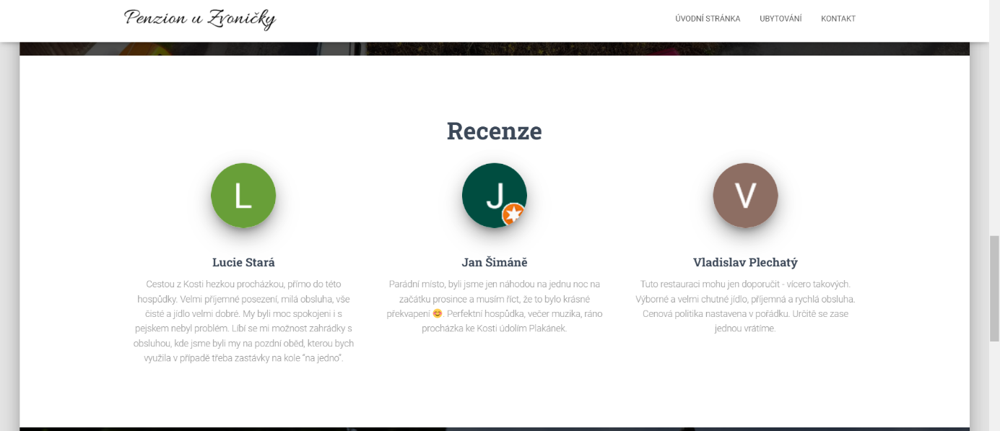 Penzion u Zvoničky
ÚVODNÍ STRÁNKA UBYTOVÁNÍ KONTAKT
Recenze
L
J
V
Lucie Stará
Cestou z Kosti hezkou procházkou, přímo do této
hospůdky. Velmi příjemné posezení, milá obsluha, vše
čisté a jídlo velmi dobré. My byli moc spokojeni i s
pejskem nebyl problém. Líbí se mi možnost zahrádky s
obsluhou, kde jsme byli my na pozdní oběd, kterou bych
využila v případě třeba zastávky na kole “na jedno”.
Jan Šimáně
Parádní místo, byli jsme jen náhodou na jednu noc na
začátku prosince a musím říct, že to bylo krásné
překvapení 😊. Perfektní hospůdka, večer muzika, ráno
procházka ke Kosti údolím Plakánek.
Vladislav Plechatý
Tuto restauraci mohu jen doporučit - vícero takových.
Výborné a velmi chutné jídlo, příjemná a rychlá obsluha.
Cenová politika nastavena v pořádku. Určitě se zase
jednou vrátíme.